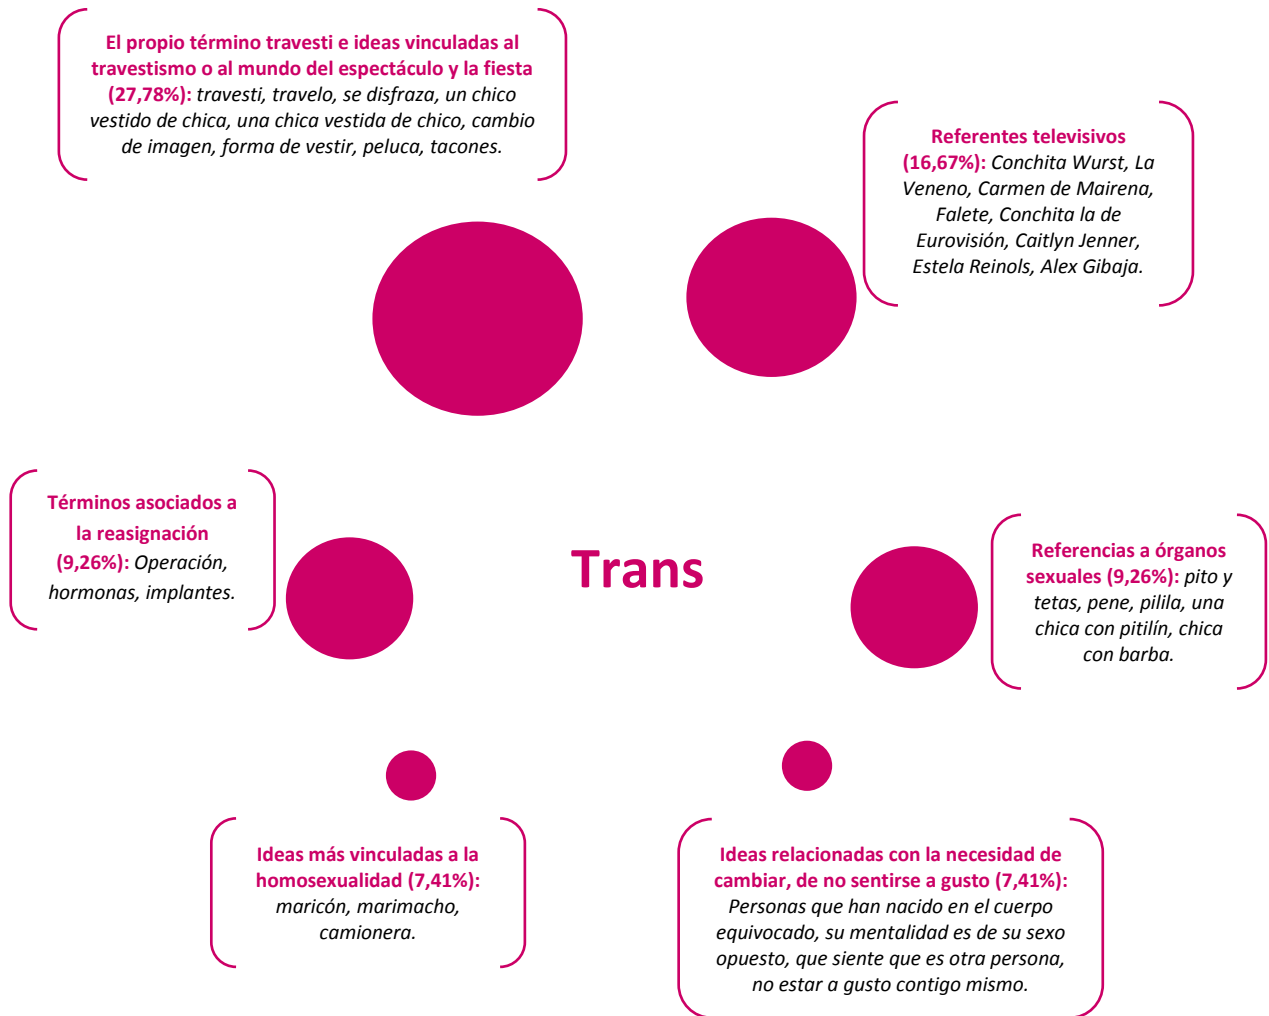 El propio término travesti e ideas vinculadas al
travestismo o al mundo del espectáculo y la fiesta
(27,78%): travesti, travelo, se disfraza, un chico
vestido de chica, una chica vestida de chico, cambio
de imagen, forma de vestir, peluca, tacones.
Referentes televisivos
(16,67%): Conchita Wurst, La
Veneno, Carmen de Mairena,
Falete, Conchita la de
Eurovisión, Caitlyn Jenner,
Estela Reinols, Alex Gibaja.
Términos asociados a
la reasignación
(9,26%): Operación,
hormonas, implantes.
Trans
Referencias a órganos
sexuales (9,26%): pito y
tetas, pene, pilila, una
chica con pitilín, chica
con barba.
Ideas más vinculadas a la
homosexualidad (7,41%):
maricón, marimacho,
camionera.
Ideas relacionadas con la necesidad de
cambiar, de no sentirse a gusto (7,41%):
Personas que han nacido en el cuerpo
equivocado, su mentalidad es de su sexo
opuesto, que siente que es otra persona,
no estar a gusto contigo mismo.